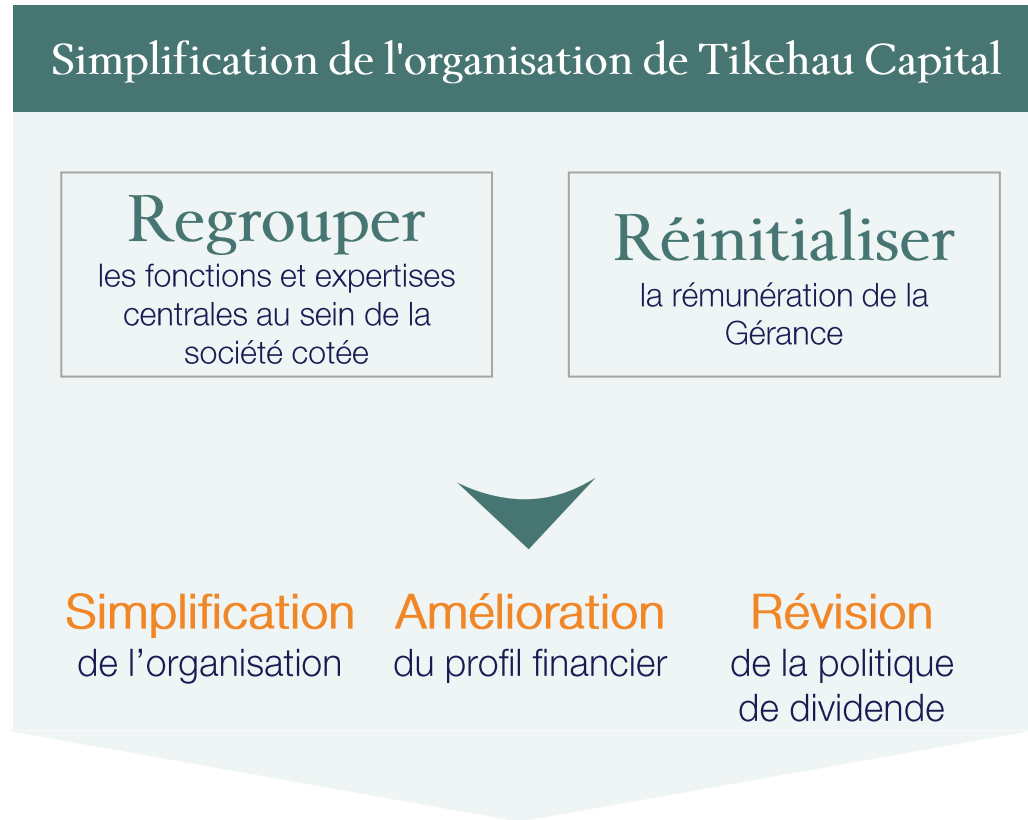 Simplification de l'organisation de Tikehau Capital
Regrouper
les fonctions et expertises
centrales au sein de la
société cotée
Réinitialiser
la rémunération de la
Gérance
Simplification
de l’organisation
Amélioration
du profil financier
Révision
de la politique
de dividende